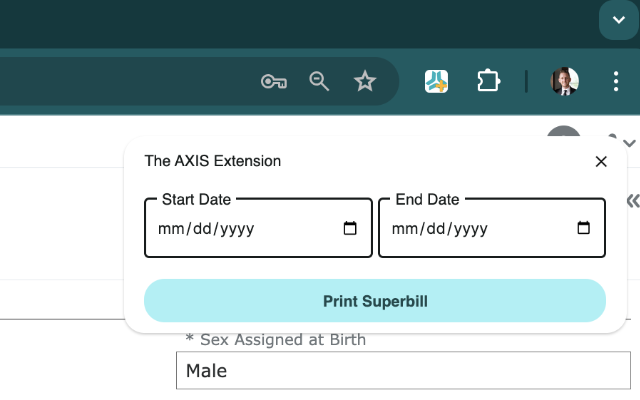 The AXIS Extension
Start Date
End Date
mm/dd/yyyy
mm/dd/yyyy
Print Superbill
* Sex Assigned at Birth
Male